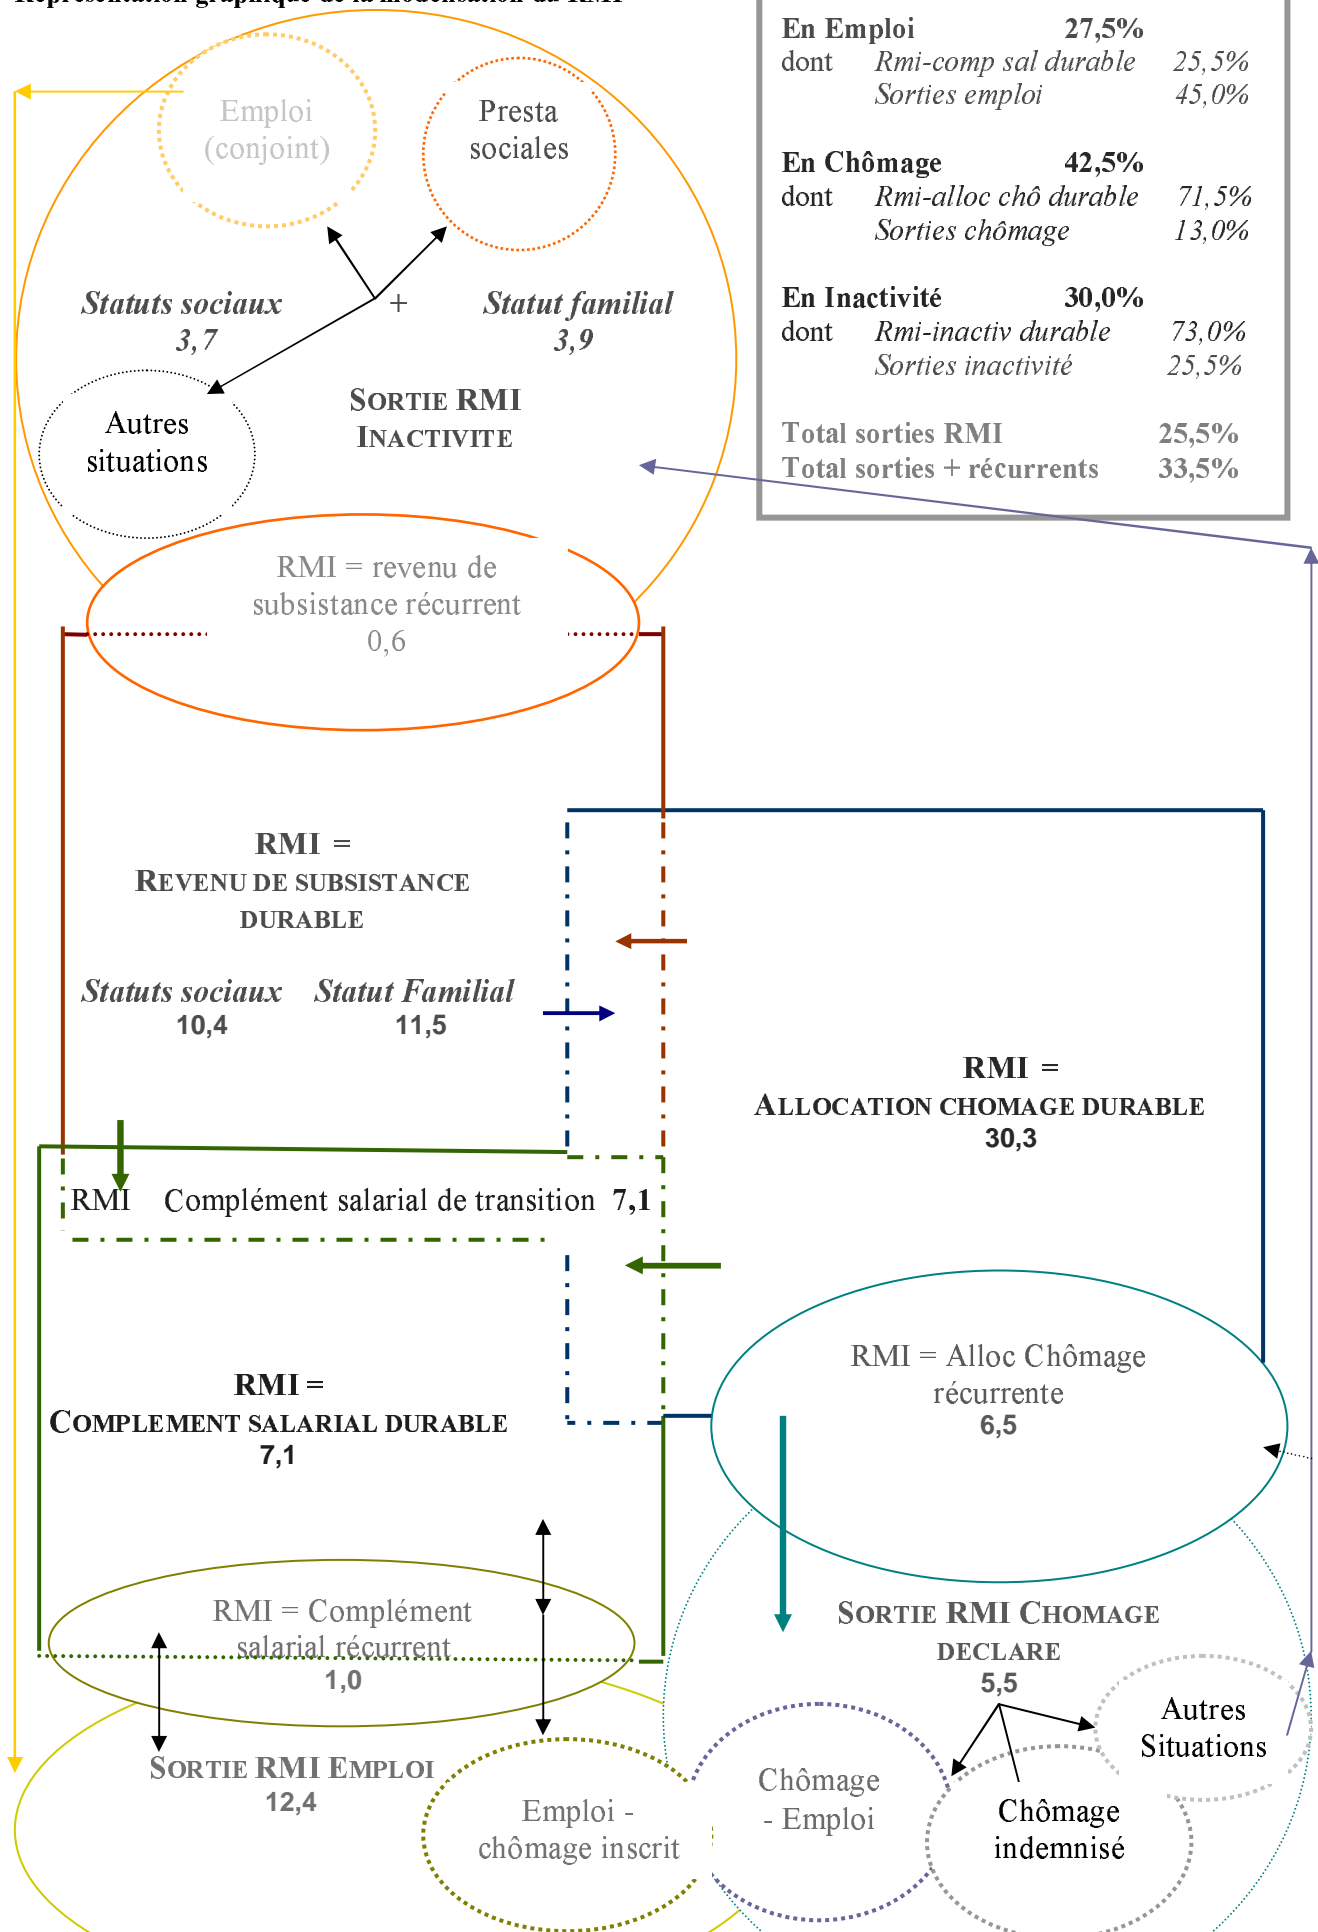 Représentation graphique de la modélisation du RMI
En Emploi 27,5%
dont Rmi-comp sal durable 25,5%
Sorties emploi 45,0%
En Chômage 42,5%
dont Rmi-alloc chô durable 71,5%
Sorties chômage 13,0%
En Inactivité 30,0%
dont Rmi-inactiv durable 73,0%
Sorties inactivité 25,5%
Total sorties RMI 25,5%
Total sorties + récurrents 33,5%
Emploi
(conjoint)
Presta
sociales
Statuts sociaux
3,7
+
Statut familial
3,9
Autres
situations
SORTIE RMI
INACTIVITE
RMI = revenu de
subsistance récurrent
0,6
RMI =
REVENU DE SUBSISTANCE
DURABLE
Statuts sociaux Statut Familial
10,4 11,5
RMI =
ALLOCATION CHOMAGE DURABLE
30,3
RMI Complément salarial de transition 7,1
RMI =
COMPLEMENT SALARIAL DURABLE
7,1
RMI = Alloc Chômage
récurrente
6,5
RMI = Complément
salarial récurrent
1,0
SORTIE RMI CHOMAGE
DECLARE
5,5
SORTIE RMI EMPLOI
12,4
Emploi -
chômage inscrit
Chômage
- Emploi
Chômage
indemnisé
Autres
Situations